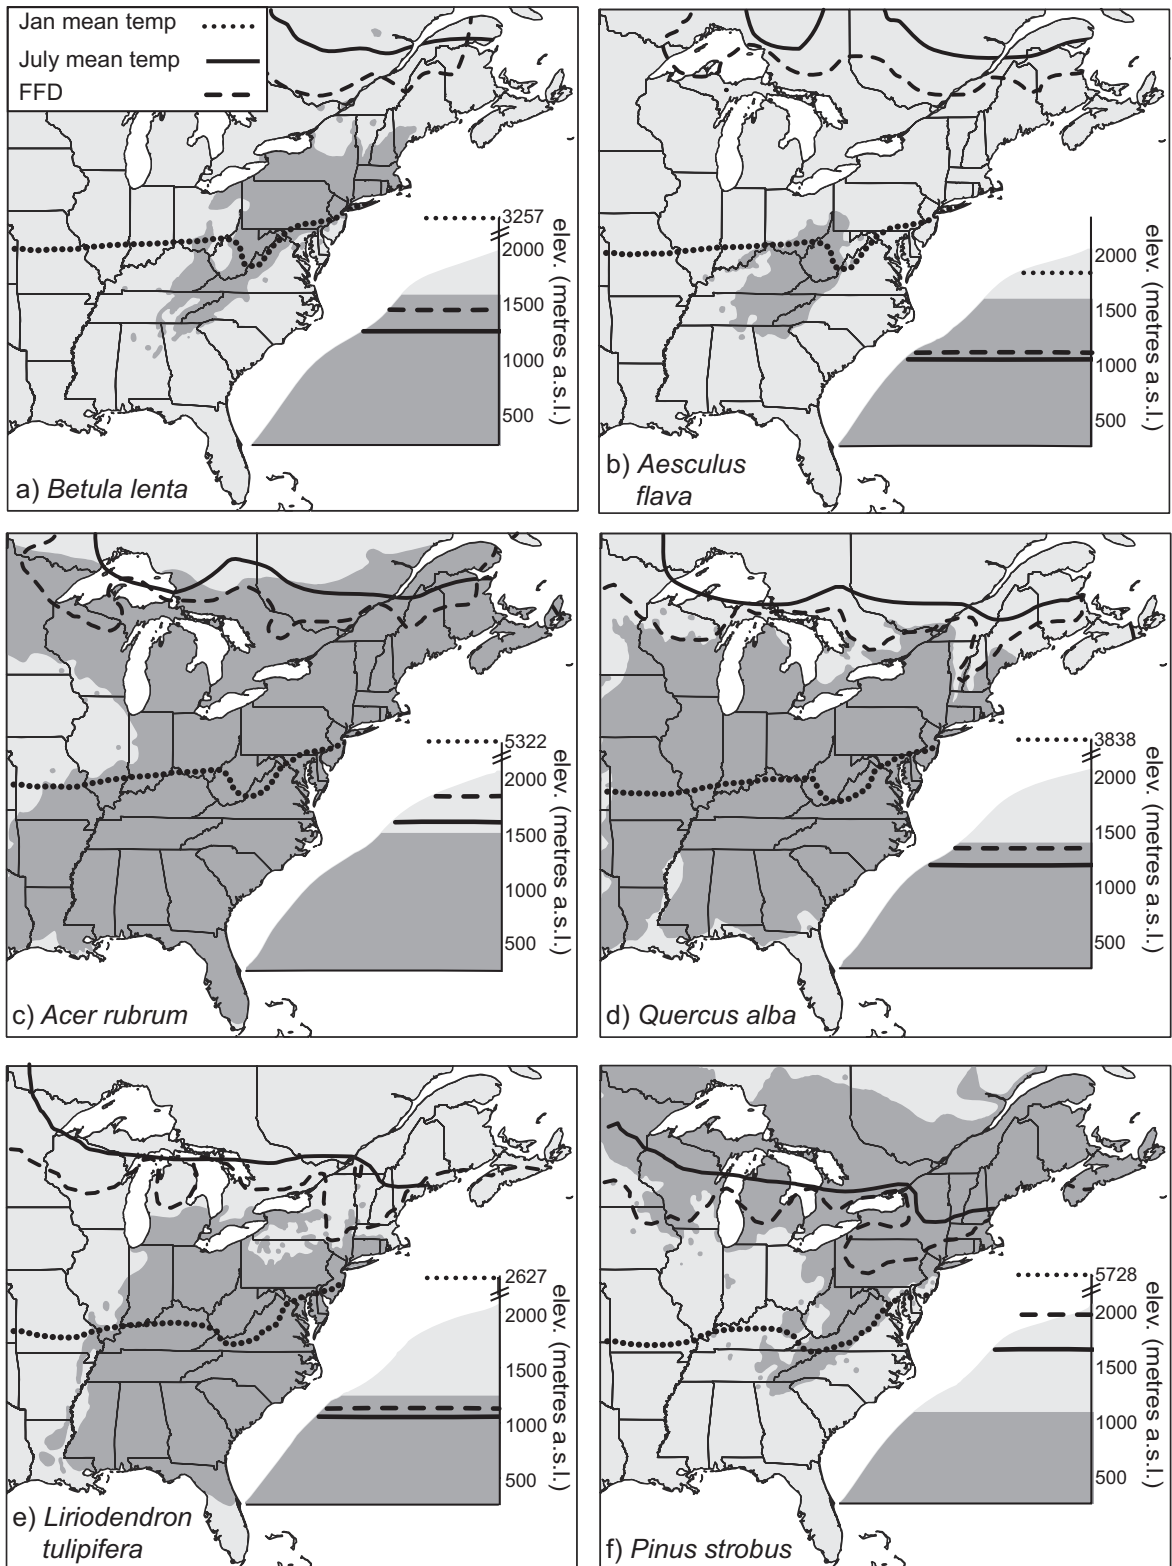 Jan mean temp
July mean temp
FFD
3257
2000
1500
1000
500
elev. (metres a.s.l.)
a) Betula lenta
2000
1500
1000
500
elev. (metres a.s.l.)
b) Aesculus
flava
5322
2000
1500
1000
500
elev. (metres a.s.l.)
c) Acer rubrum
3838
2000
1500
1000
500
elev. (metres a.s.l.)
d) Quercus alba
2627
2000
1500
1000
500
elev. (metres a.s.l.)
e) Liriodendron
tulipifera
5728
2000
1500
1000
500
elev. (metres a.s.l.)
f) Pinus strobus